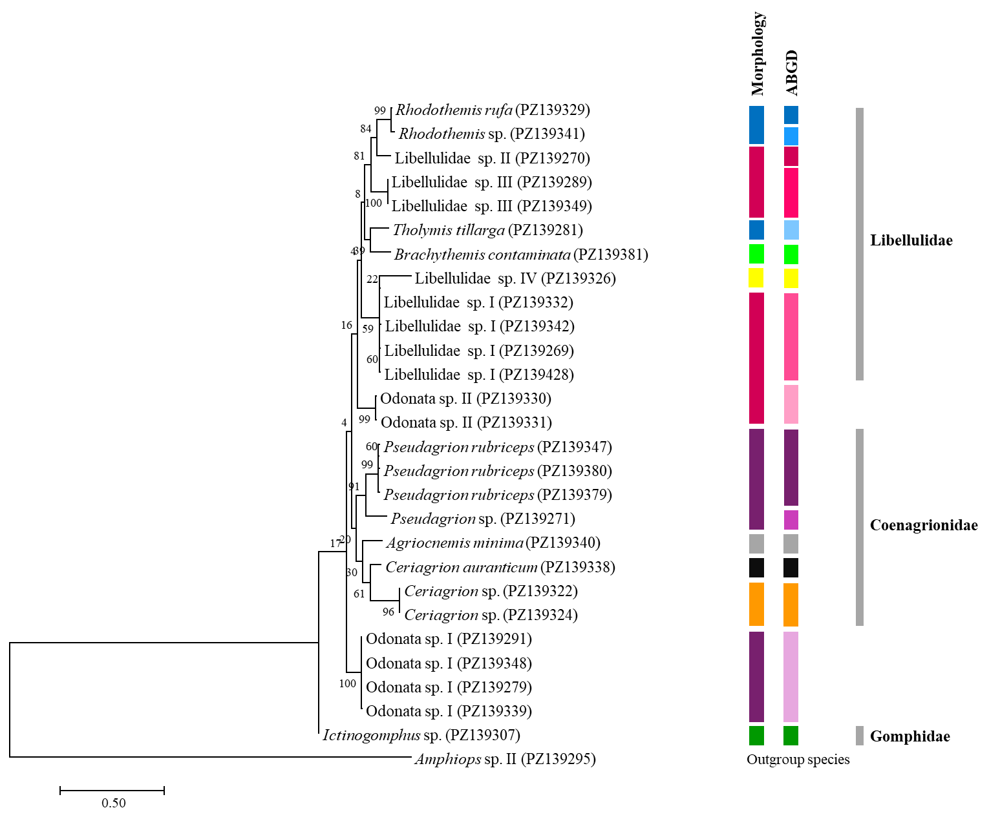 Morphology
ABGD
99
Rhodothemis rufa (PZ139329)
84
Rhodothemis sp. (PZ139341)
81
Libellulidae sp. II (PZ139270)
Libellulidae sp. III (PZ139289)
8
100
Libellulidae sp. III (PZ139349)
Tholymis tillarga (PZ139281)
Libellulidae
4
39
Brachythemis contaminata (PZ139381)
22
Libellulidae sp. IV (PZ139326)
Libellulidae sp. I (PZ139332)
16
59
Libellulidae sp. I (PZ139342)
Libellulidae sp. I (PZ139269)
60
Libellulidae sp. I (PZ139428)
Odonata sp. II (PZ139330)
4
99
Odonata sp. II (PZ139331)
60
Pseudagrion rubriceps (PZ139347)
99
Pseudagrion rubriceps (PZ139380)
91
Pseudagrion rubriceps (PZ139379)
Pseudagrion sp. (PZ139271)
Coenagrionidae
17
20
Agriocnemis minima (PZ139340)
30
Ceriagrion auranticum (PZ139338)
61
Ceriagrion sp. (PZ139322)
96
Ceriagrion sp. (PZ139324)
Odonata sp. I (PZ139291)
Odonata sp. I (PZ139348)
100
Odonata sp. I (PZ139279)
Odonata sp. I (PZ139339)
Ictinogomphus sp. (PZ139307)
Gomphidae
Amphiops sp. II (PZ139295)
Outgroup species
0.50